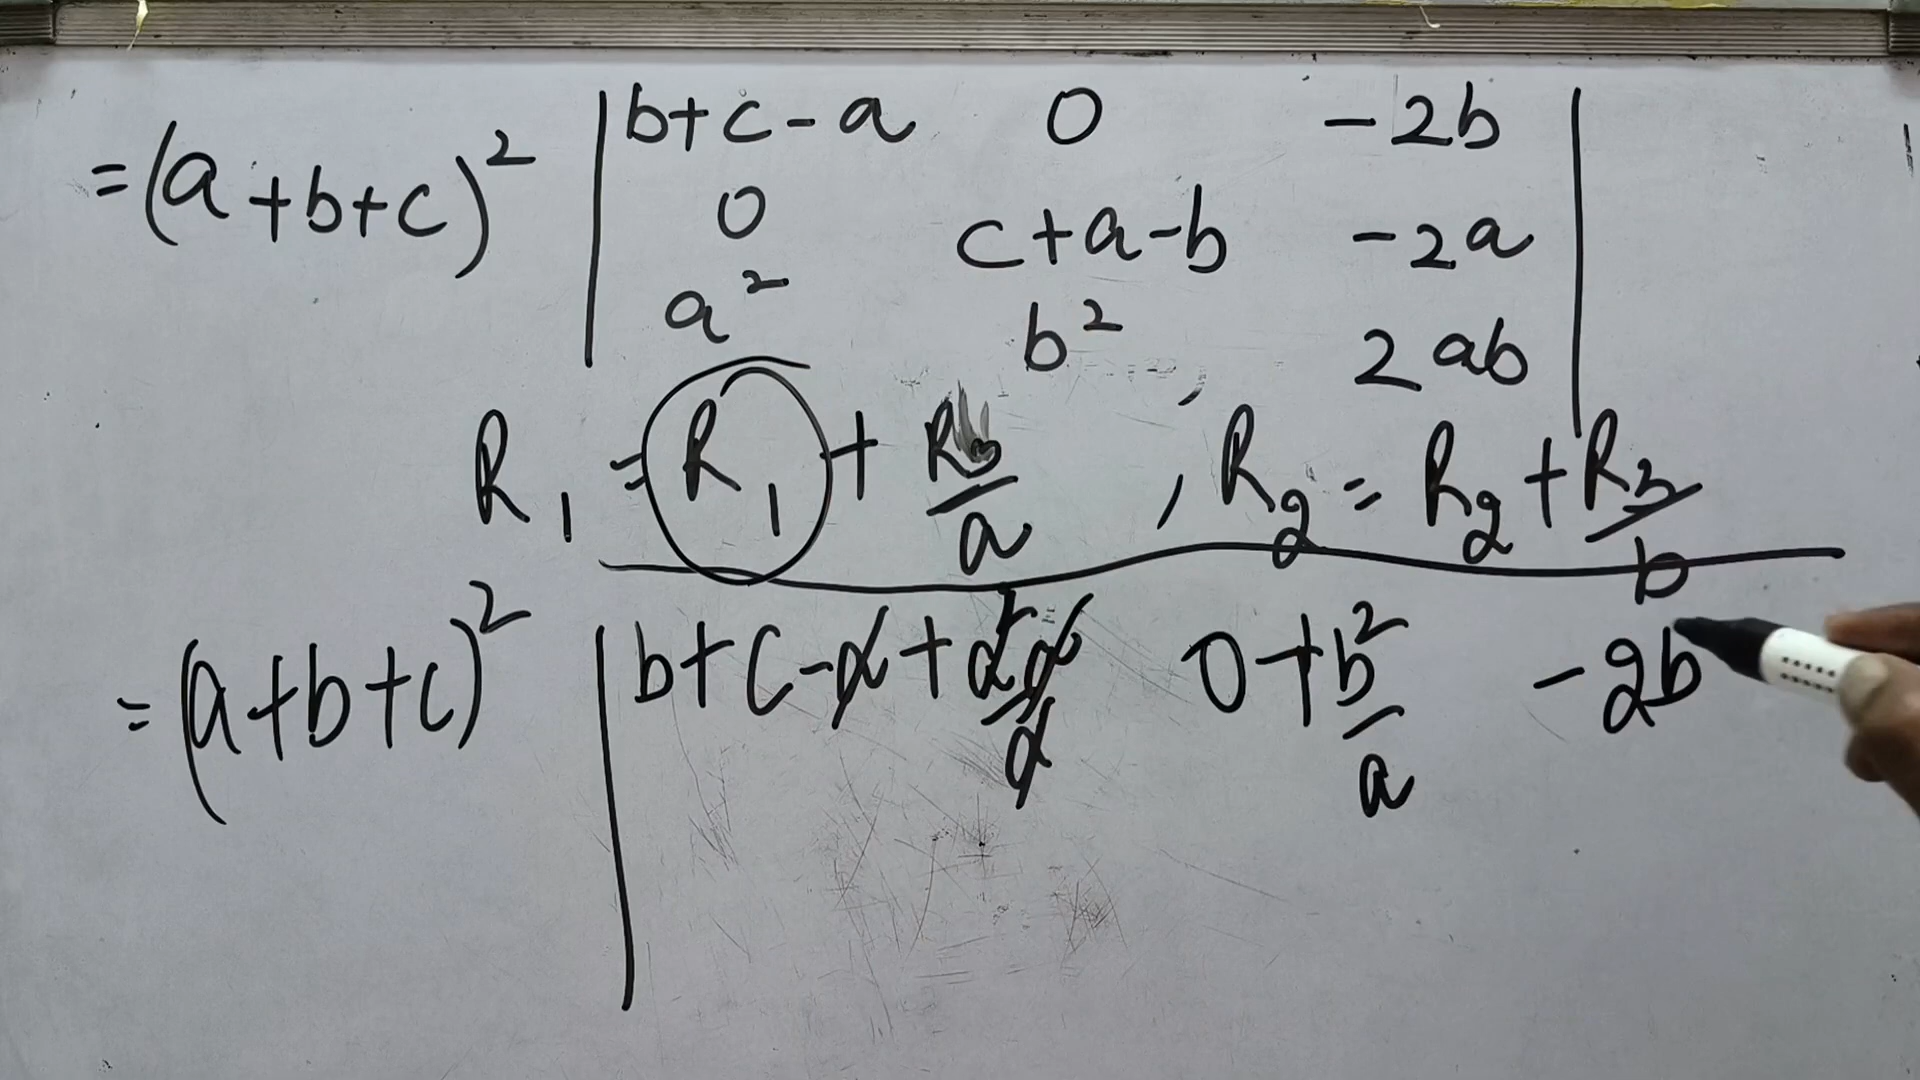 = (a+b+c)² | b+c-a 0 -2b |
0 c+a-b -2a
a² b² 2ab
R₁ = R₁ + R₃/a , R₂ = R₂ + R₃/b
= (a+b+c)² | b+c-a + a²/a 0+b²/a -2b